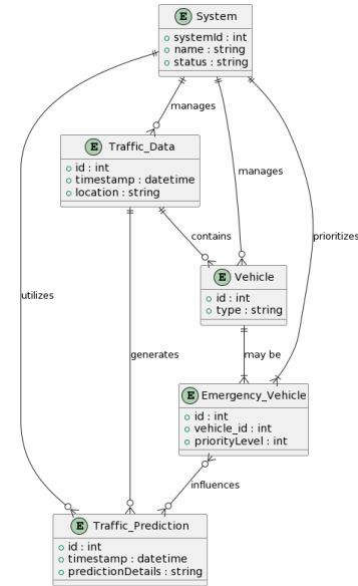 E System
systemId : int
name : string
status : string
manages
E Traffic_Data
id : int
timestamp : datetime
location : string
manages
prioritizes
contains
E Vehicle
id : int
type : string
utilizes
generates
may be
E Emergency_Vehicle
id : int
vehicle_id : int
priorityLevel : int
influences
E Traffic_Prediction
id : int
timestamp : datetime
predictionDetails : string